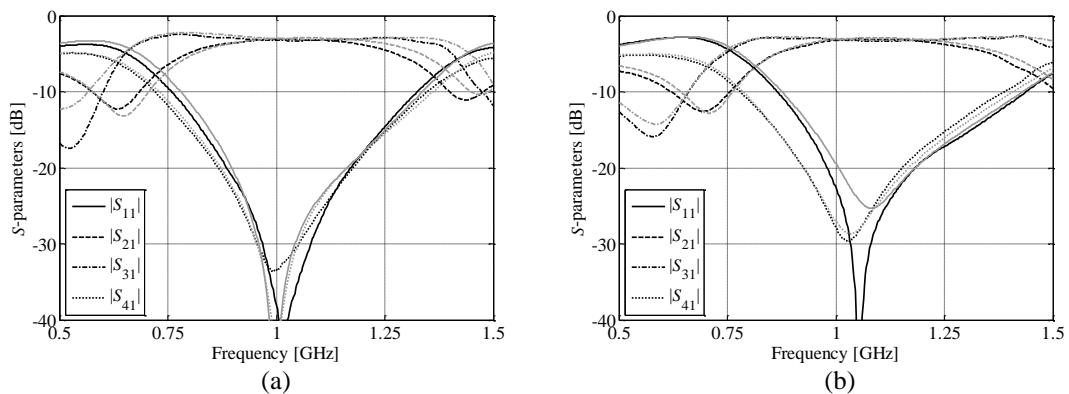 0
-10
-20
-30
-40
S-parameters [dB]
|S11|
|S21|
|S31|
|S41|
0.5
0.75
1
1.25
1.5
Frequency [GHz]
(a)
0
-10
-20
-30
-40
S-parameters [dB]
|S11|
|S21|
|S31|
|S41|
0.5
0.75
1
1.25
1.5
Frequency [GHz]
(b)